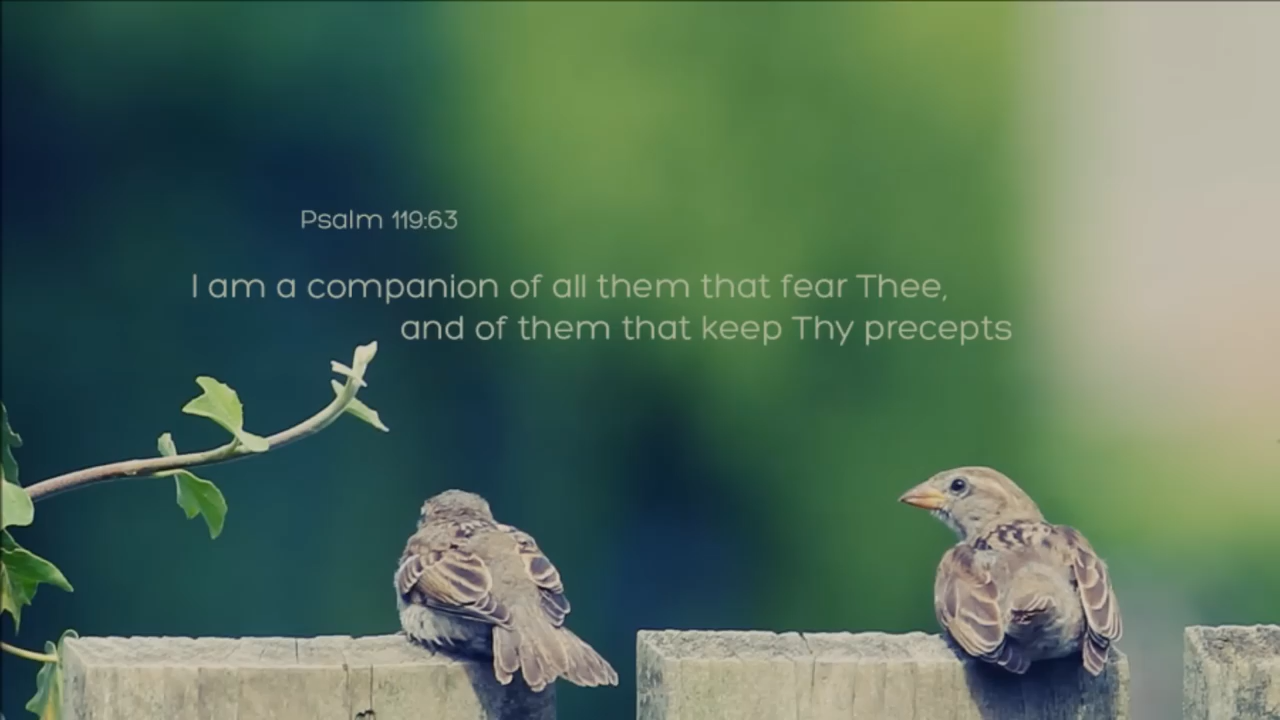 Psalm 119:63
I am a companion of all them that fear Thee,
and of them that keep Thy precepts